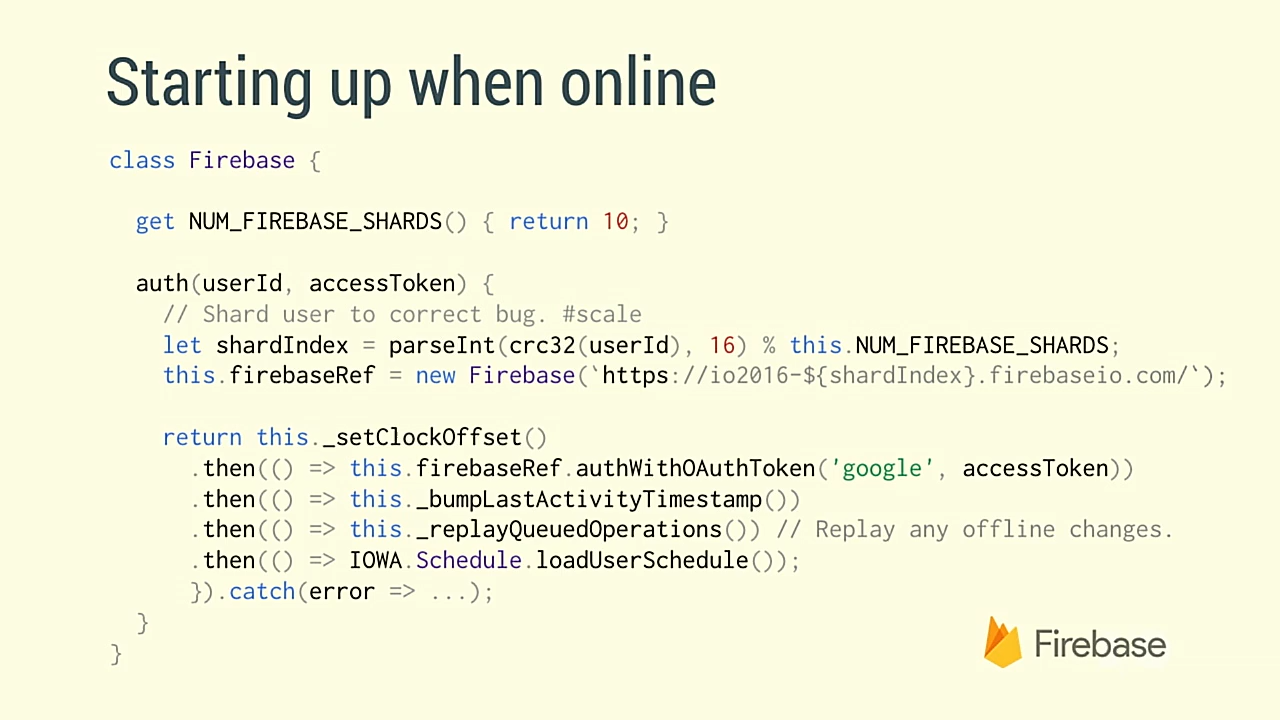 Starting up when online
class Firebase {
get NUM_FIREBASE_SHARDS() { return 10; }
auth(userId, accessToken) {
// Shard user to correct bug. #scale
let shardIndex = parseInt(crc32(userId), 16) % this.NUM_FIREBASE_SHARDS;
this.firebaseRef = new Firebase(`https://io2016-${shardIndex}.firebaseio.com/`);
return this._setClockOffset()
.then(() => this.firebaseRef.authWithOAuthToken('google', accessToken))
.then(() => this._bumpLastActivityTimestamp())
.then(() => this._replayQueuedOperations()) // Replay any offline changes.
.then(() => IOWA.Schedule.loadUserSchedule());
}).catch(error => ...);
}
}
Firebase